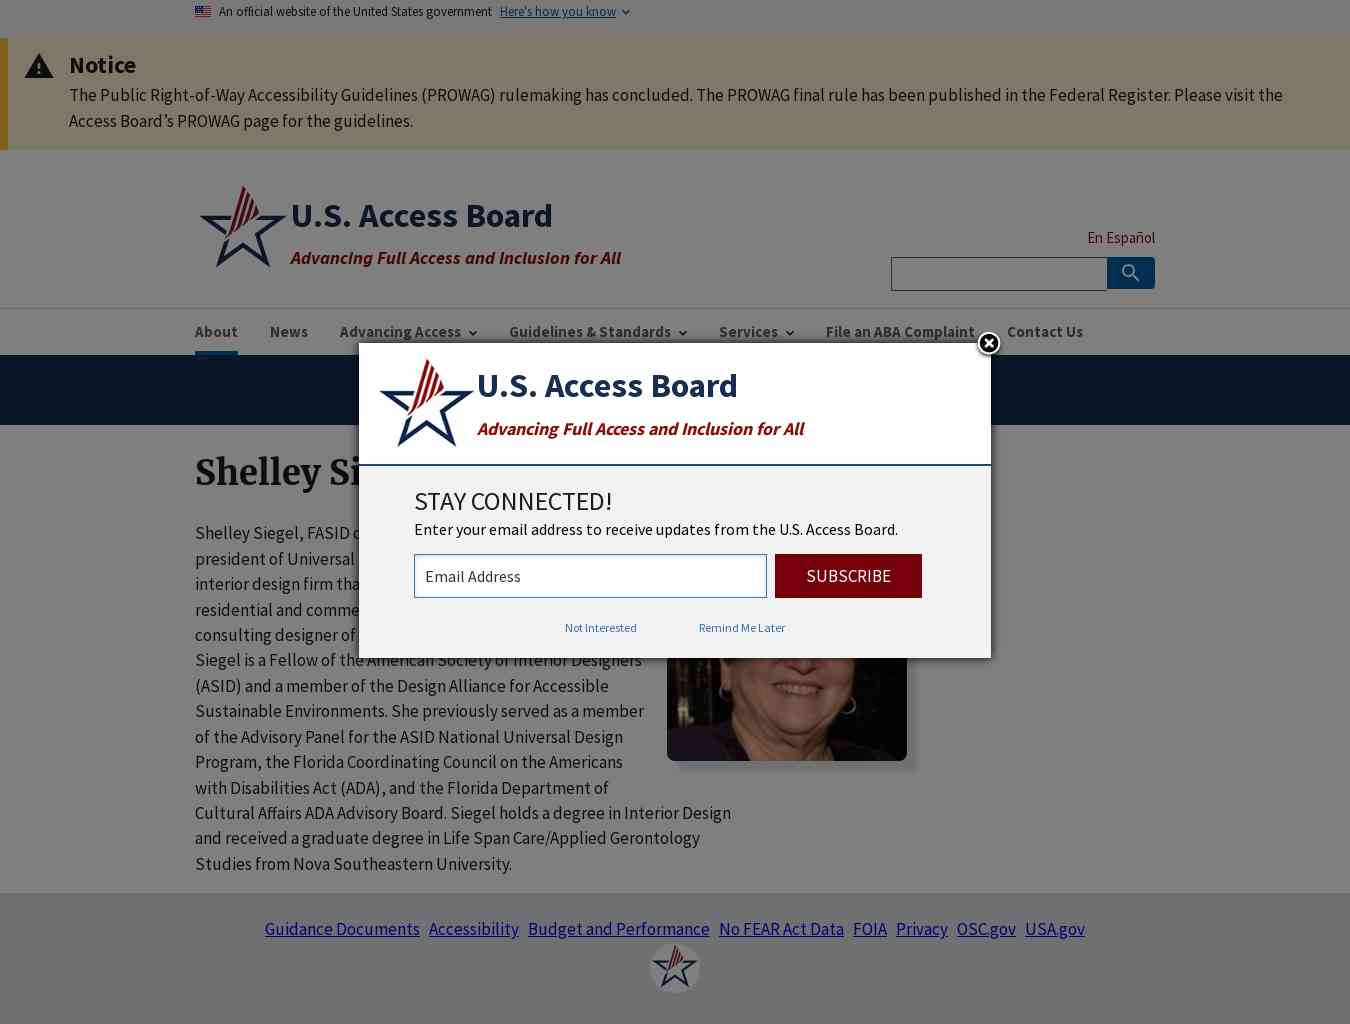 An official website of the United States government Here's how you know
Notice
The Public Right-of-Way Accessibility Guidelines (PROWAG) rulemaking has concluded. The PROWAG final rule has been published in the Federal Register. Please visit the
Access Board's PROWAG page for the guidelines.
U.S. Access Board
Advancing Full Access and Inclusion for All
En Español
About News Advancing Access Guidelines & Standards Services File an ABA Complaint Contact Us
U.S. Access Board
Advancing Full Access and Inclusion for All
STAY CONNECTED!
Enter your email address to receive updates from the U.S. Access Board.
Email Address SUBSCRIBE
Not Interested Remind Me Later
Shelley
Shelley Siegel, FASID
president of Universal
interior design firm
residential and
consulting designer of
Siegel is a Fellow of the American Society of Interior Designers
(ASID) and a member of the Design Alliance for Accessible
Sustainable Environments. She previously served as a member
of the Advisory Panel for the ASID National Universal Design
Program, the Florida Coordinating Council on the Americans
with Disabilities Act (ADA), and the Florida Department of
Cultural Affairs ADA Advisory Board. Siegel holds a degree in Interior Design
and received a graduate degree in Life Span Care/Applied Gerontology
Studies from Nova Southeastern University.
Guidance Documents Accessibility Budget and Performance No FEAR Act Data FOIA Privacy OSC.gov USA.gov